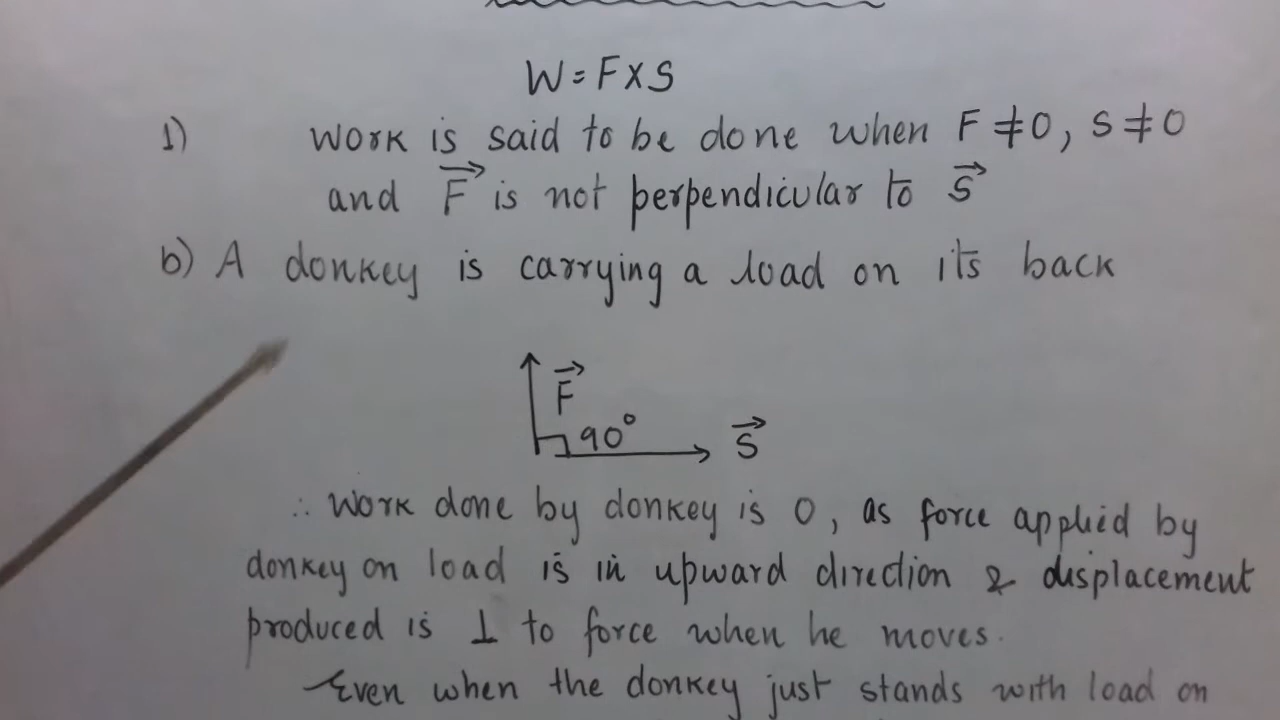 W = F x S
1) Work is said to be done when F ≠ 0, S ≠ 0
and F⃗ is not perpendicular to S⃗
b) A donkey is carrying a load on its back
F⃗
90°
S⃗
∴ Work done by donkey is 0, as force applied by
donkey on load is in upward direction & displacement
produced is ⊥ to force when he moves.
Even when the donkey just stands with load on